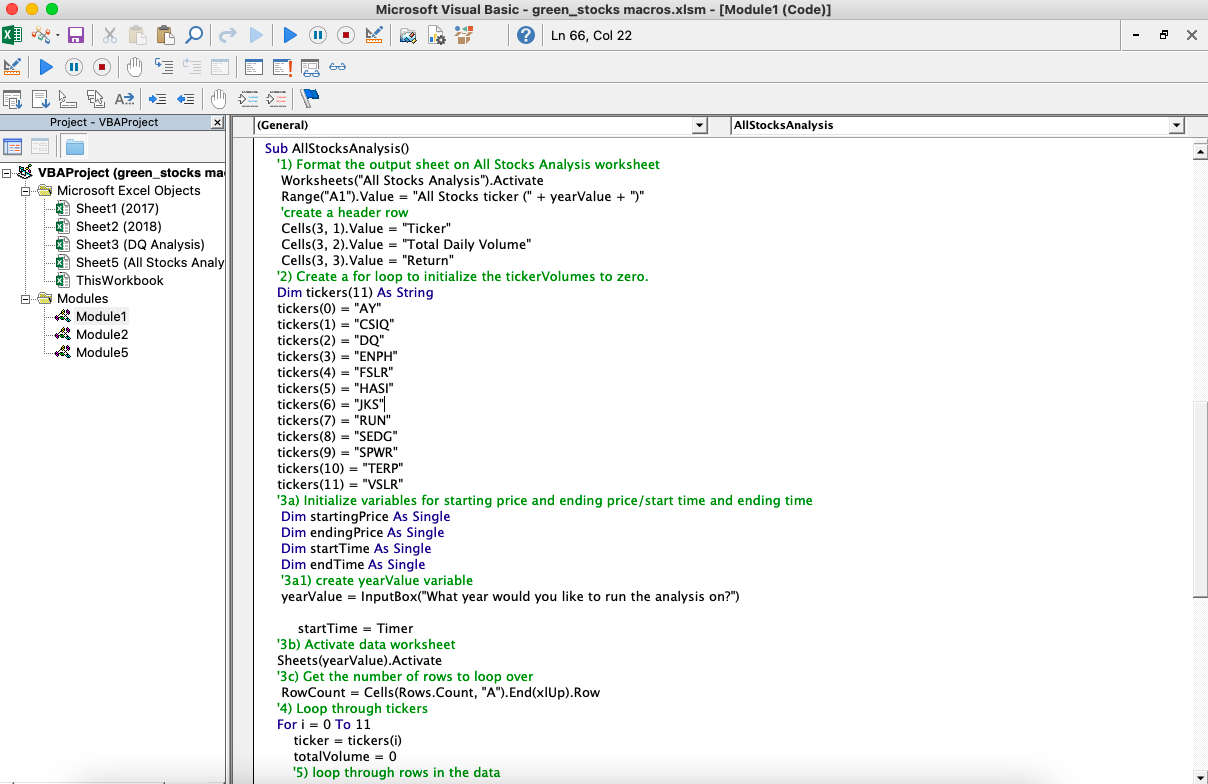 Microsoft Visual Basic - green_stocks macros.xlsm - [Module1 (Code)]
Ln 66, Col 22
Project - VBAProject
(General)
AllStocksAnalysis
VBAProject (green_stocks ma
Microsoft Excel Objects
Sheet1 (2017)
Sheet2 (2018)
Sheet3 (DQ Analysis)
Sheet5 (All Stocks Analy
ThisWorkbook
Modules
Module1
Module2
Module5
Sub AllStocksAnalysis()
'1) Format the output sheet on All Stocks Analysis worksheet
Worksheets("All Stocks Analysis").Activate
Range("A1").Value = "All Stocks ticker (" + yearValue + ")"
'create a header row
Cells(3, 1).Value = "Ticker"
Cells(3, 2).Value = "Total Daily Volume"
Cells(3, 3).Value = "Return"
'2) Create a for loop to initialize the tickerVolumes to zero.
Dim tickers(11) As String
tickers(0) = "AY"
tickers(1) = "CSIQ"
tickers(2) = "DQ"
tickers(3) = "ENPH"
tickers(4) = "FSLR"
tickers(5) = "HASI"
tickers(6) = "JKS"
tickers(7) = "RUN"
tickers(8) = "SEDG"
tickers(9) = "SPWR"
tickers(10) = "TERP"
tickers(11) = "VSLR"
'3a) Initialize variables for starting price and ending price/start time and ending time
Dim startingPrice As Single
Dim endingPrice As Single
Dim startTime As Single
Dim endTime As Single
'3a1) create yearValue variable
yearValue = InputBox("What year would you like to run the analysis on?")
startTime = Timer
'3b) Activate data worksheet
Sheets(yearValue).Activate
'3c) Get the number of rows to loop over
RowCount = Cells(Rows.Count, "A").End(xlUp).Row
'4) Loop through tickers
For i = 0 To 11
ticker = tickers(i)
totalVolume = 0
'5) loop through rows in the data